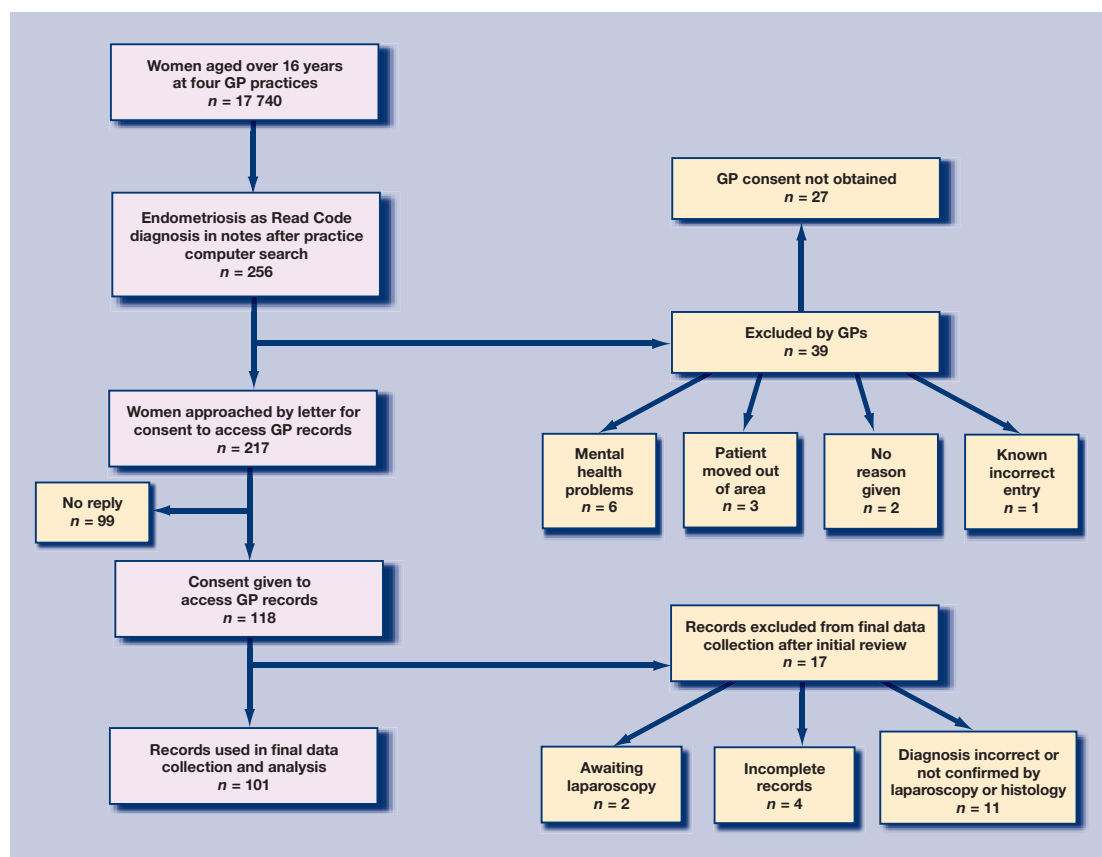 Women aged over 16 years
at four GP practices
n = 17 740
Endometriosis as Read Code
diagnosis in notes after practice
computer search
n = 256
GP consent not obtained
n = 27
Excluded by GPs
n = 39
Women approached by letter for
consent to access GP records
n = 217
Mental
health
problems
n = 6
Patient
moved out
of area
n = 3
No
reason
given
n = 2
Known
incorrect
entry
n = 1
No reply
n = 99
Consent given to
access GP records
n = 118
Records excluded from final data
collection after initial review
n = 17
Records used in final data
collection and analysis
n = 101
Awaiting
laparoscopy
n = 2
Incomplete
records
n = 4
Diagnosis incorrect or
not confirmed by
laparoscopy or histology
n = 11